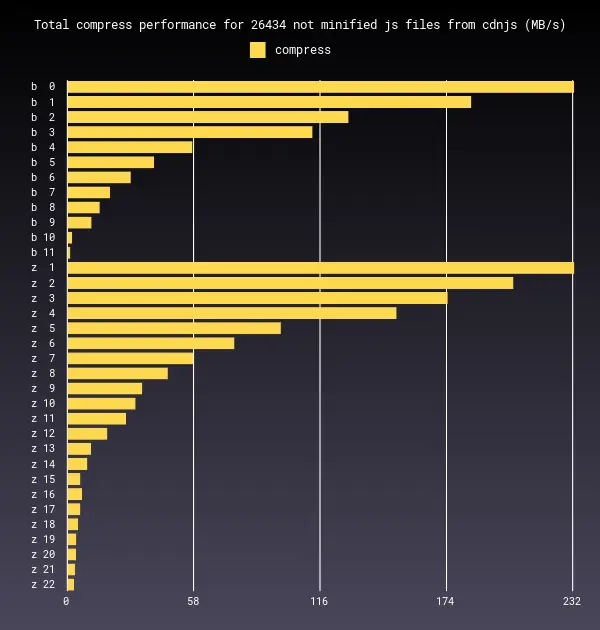 Total compress performance for 26434 not minified js files from cdnjs (MB/s)
compress
b 0
b 1
b 2
b 3
b 4
b 5
b 6
b 7
b 8
b 9
b 10
b 11
z 1
z 2
z 3
z 4
z 5
z 6
z 7
z 8
z 9
z 10
z 11
z 12
z 13
z 14
z 15
z 16
z 17
z 18
z 19
z 20
z 21
z 22
0 58 116 174 232